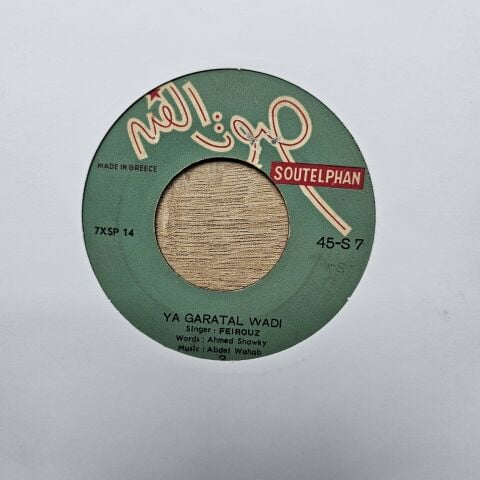 صوت الفن
SOUTELPHAN
MADE IN GREECE
7XSP 14
45-S 7
YA GARATAL WADI
Singer : FEIROUZ
Words : Ahmed Shawky
Music : Abdel Wahab
2